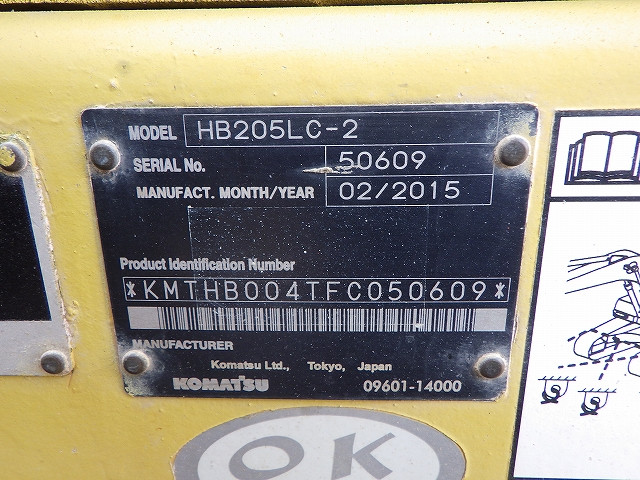 MODEL HB205LC-2
SERIAL No. 50609
MANUFACT. MONTH/YEAR 02/2015
Product Identification Number
*KMTHB004TFC050609*
MANUFACTURER
Komatsu Ltd., Tokyo, Japan
KOMATSU 09601-14000
OK